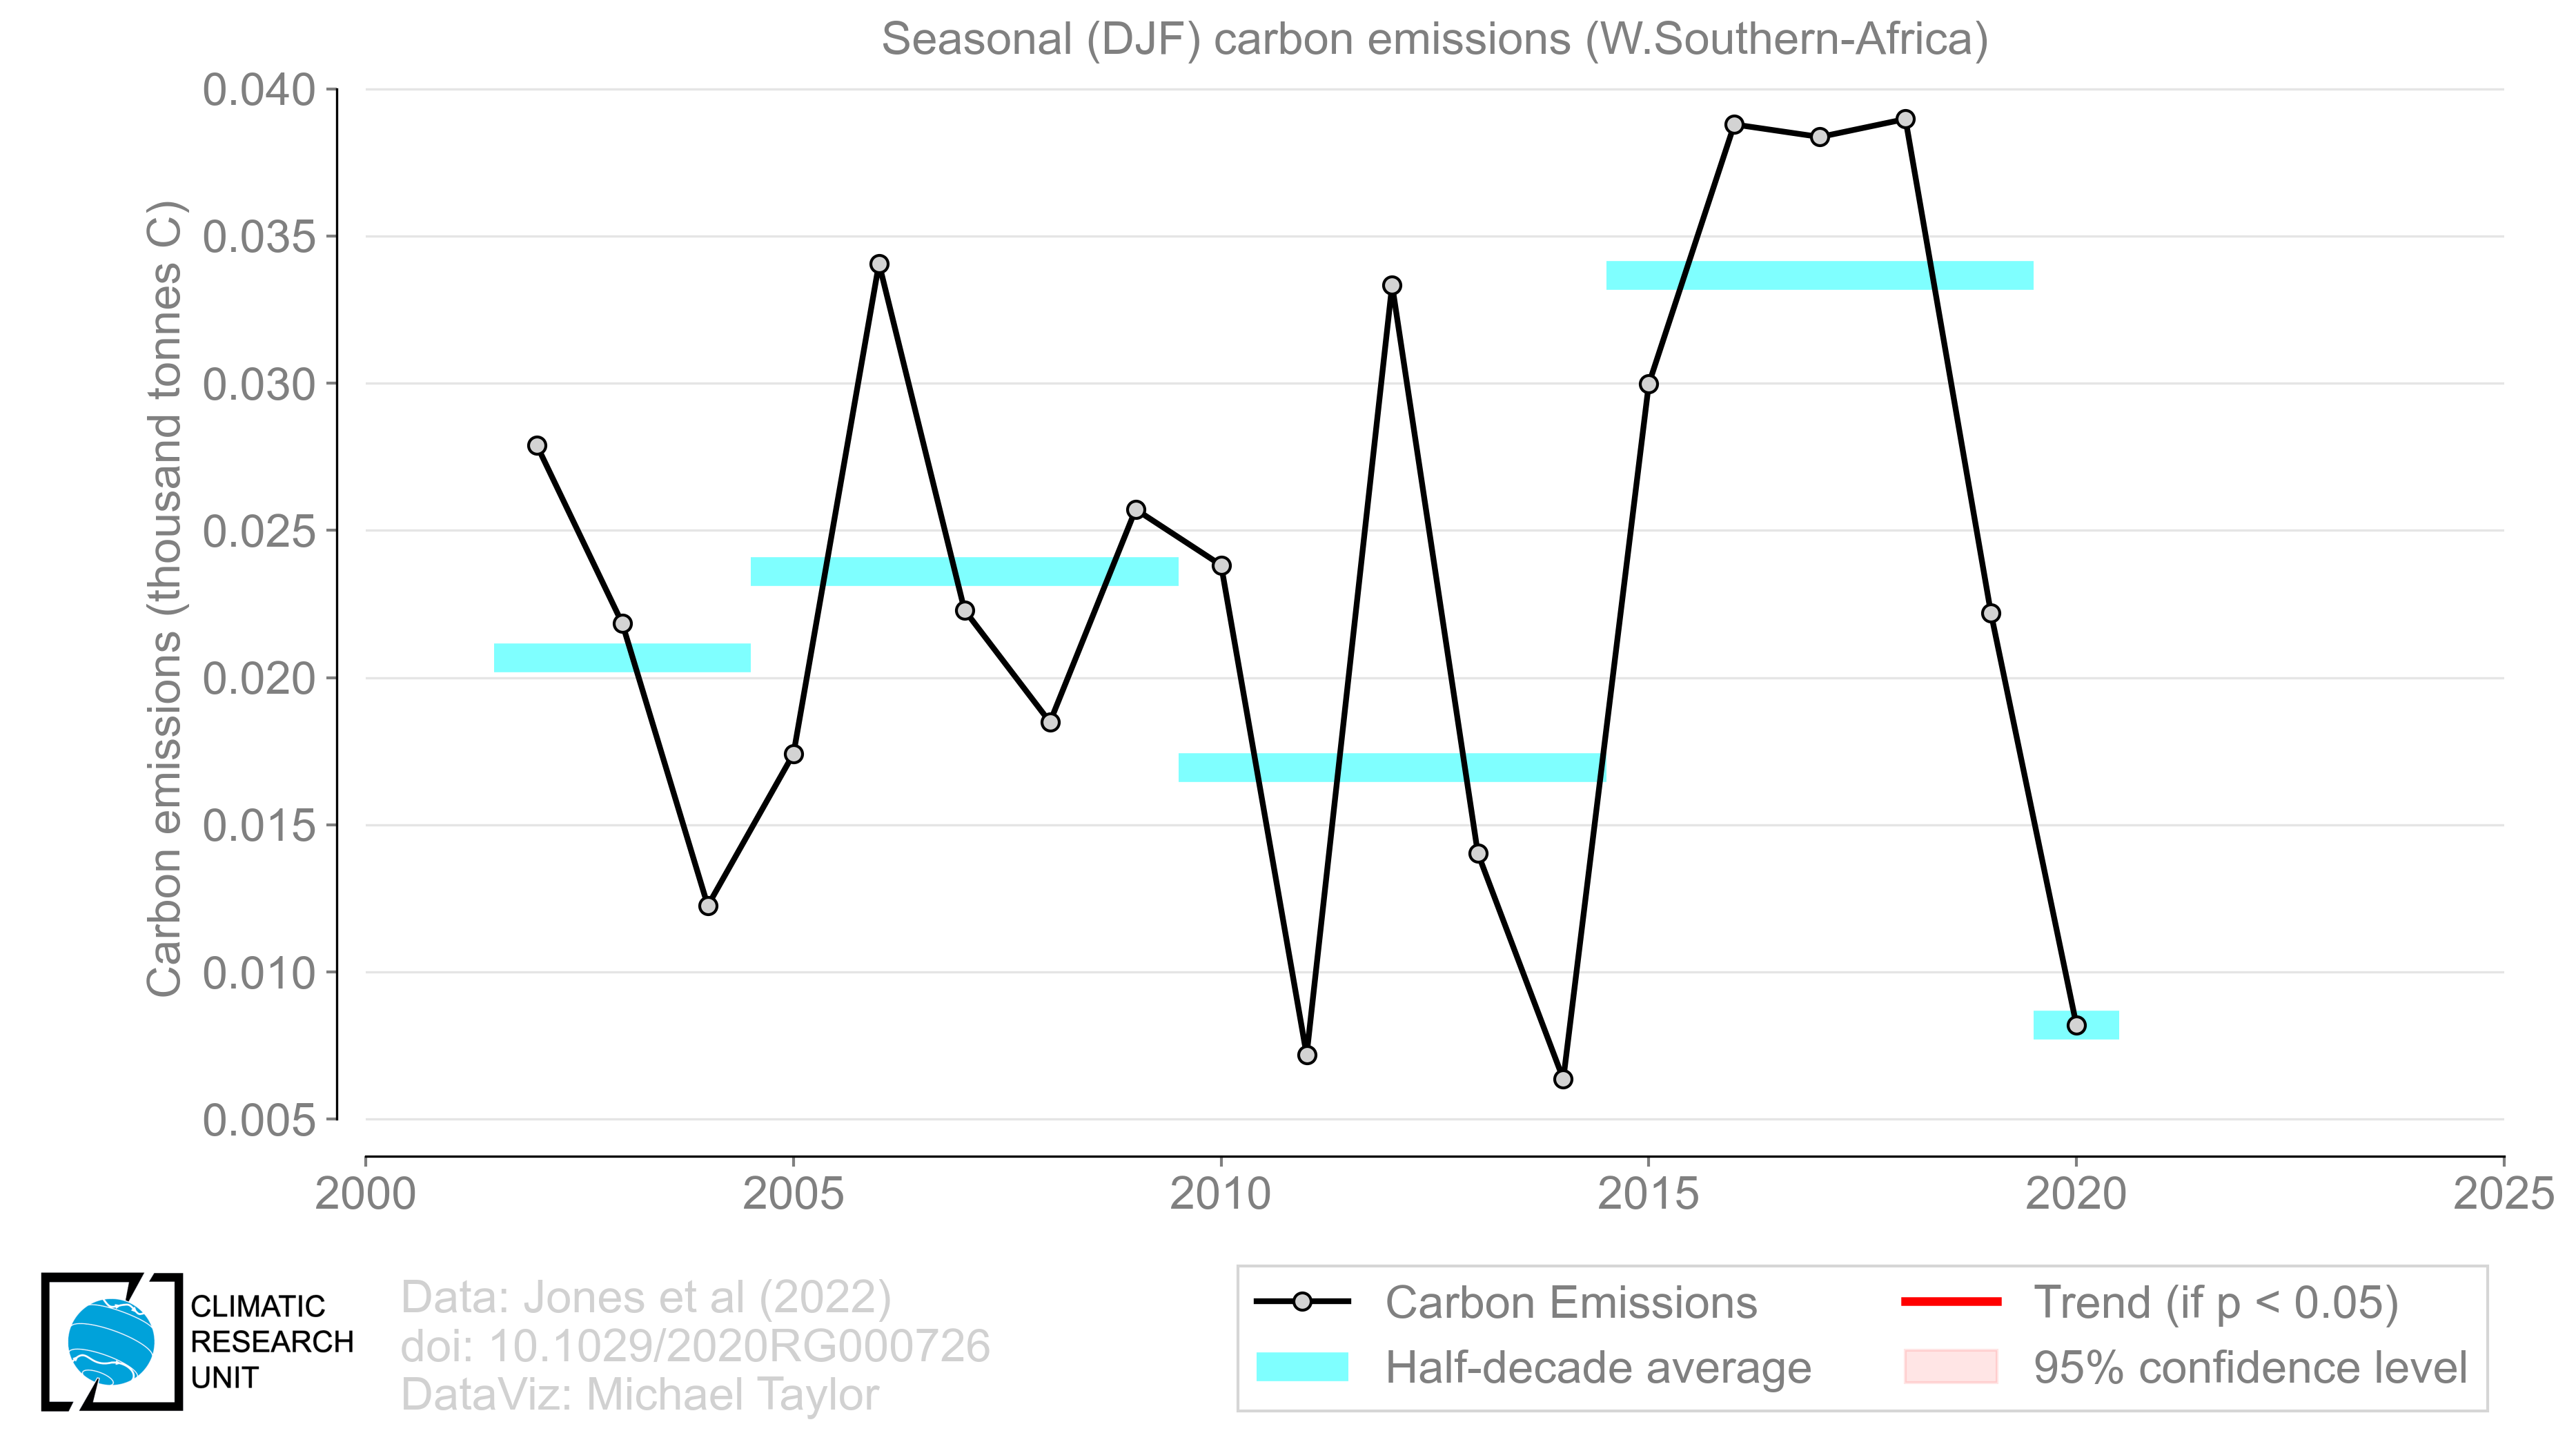 Seasonal (DJF) carbon emissions (W.Southern-Africa)
Carbon emissions (thousand tonnes C)
0.040
0.035
0.030
0.025
0.020
0.015
0.010
0.005
2000 2005 2010 2015 2020 2025
CLIMATIC
RESEARCH
UNIT
Data: Jones et al (2022)
doi: 10.1029/2020RG000726
DataViz: Michael Taylor
Carbon Emissions
Half-decade average
Trend (if p < 0.05)
95% confidence level